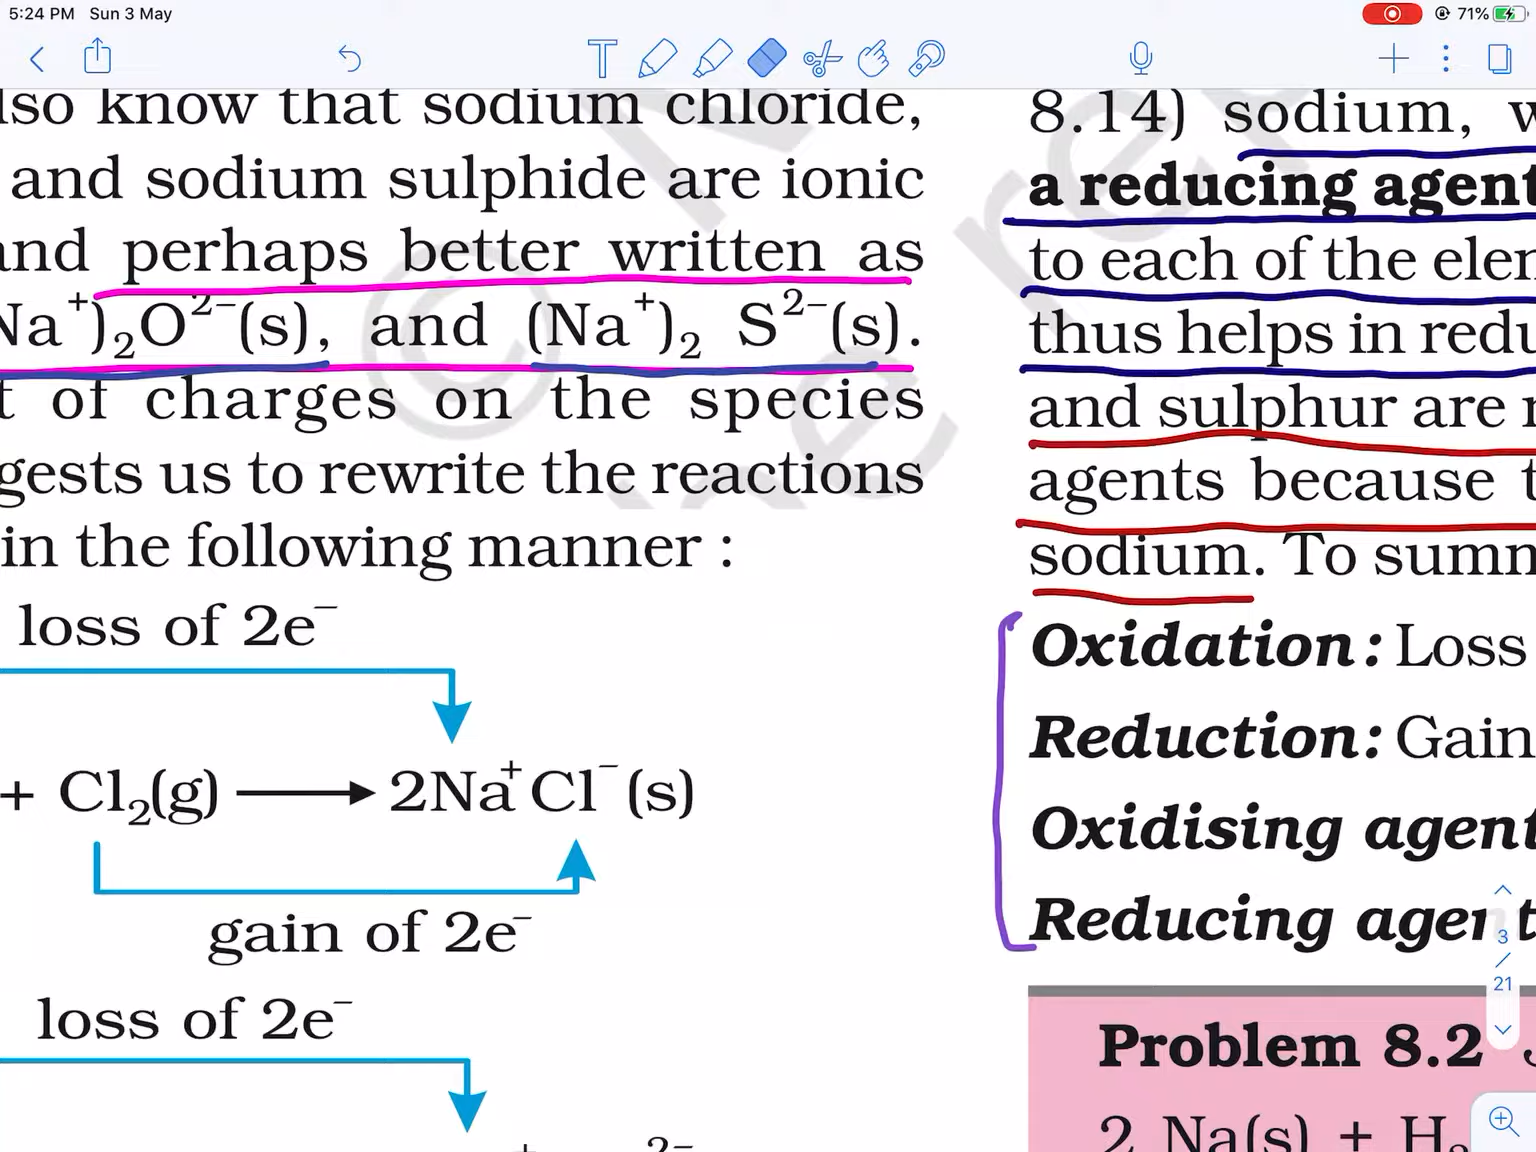 5:24 PM Sun 3 May
71%
lso know that sodium chloride,
and sodium sulphide are ionic
and perhaps better written as
Na⁺)₂O²⁻(s), and (Na⁺)₂ S²⁻(s).
t of charges on the species
gests us to rewrite the reactions
in the following manner :
loss of 2e⁻
+ Cl₂(g) ⟶ 2Na⁺Cl⁻(s)
gain of 2e⁻
loss of 2e⁻
+ 2–
8.14) sodium, w
a reducing agent
to each of the elem
thus helps in redu
and sulphur are r
agents because t
sodium. To summ
Oxidation: Loss
Reduction: Gain
Oxidising agent
Reducing agent
Problem 8.2
2 Na(s) + H₂
3
/
21